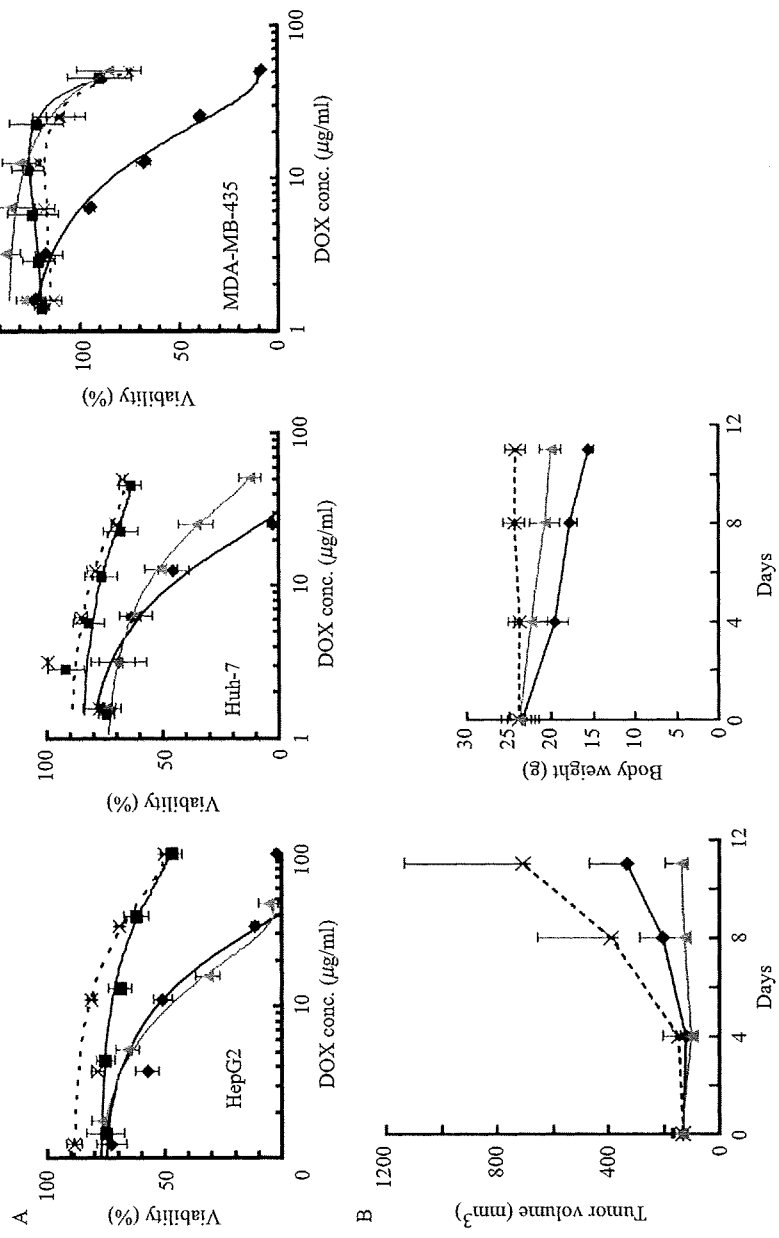 A
100
50
0
Viability (%)
HepG2
10
100
DOX conc. (µg/ml)
100
50
0
Viability (%)
Huh-7
1
10
100
DOX conc. (µg/ml)
100
50
0
Viability (%)
MDA-MB-435
1
10
100
DOX conc. (µg/ml)
B
1200
800
400
0
Tumor volume (mm³)
0
4
8
12
Days
30
25
20
15
10
5
0
Body weight (g)
0
4
8
12
Days